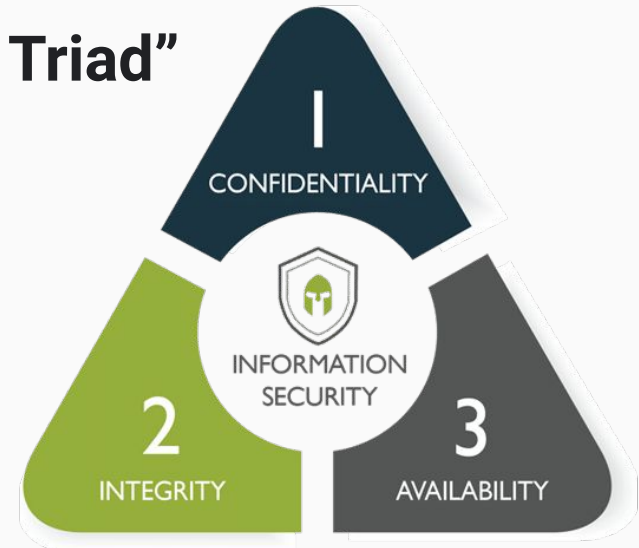 Triad”
1
CONFIDENTIALITY
INFORMATION
SECURITY
2
INTEGRITY
3
AVAILABILITY